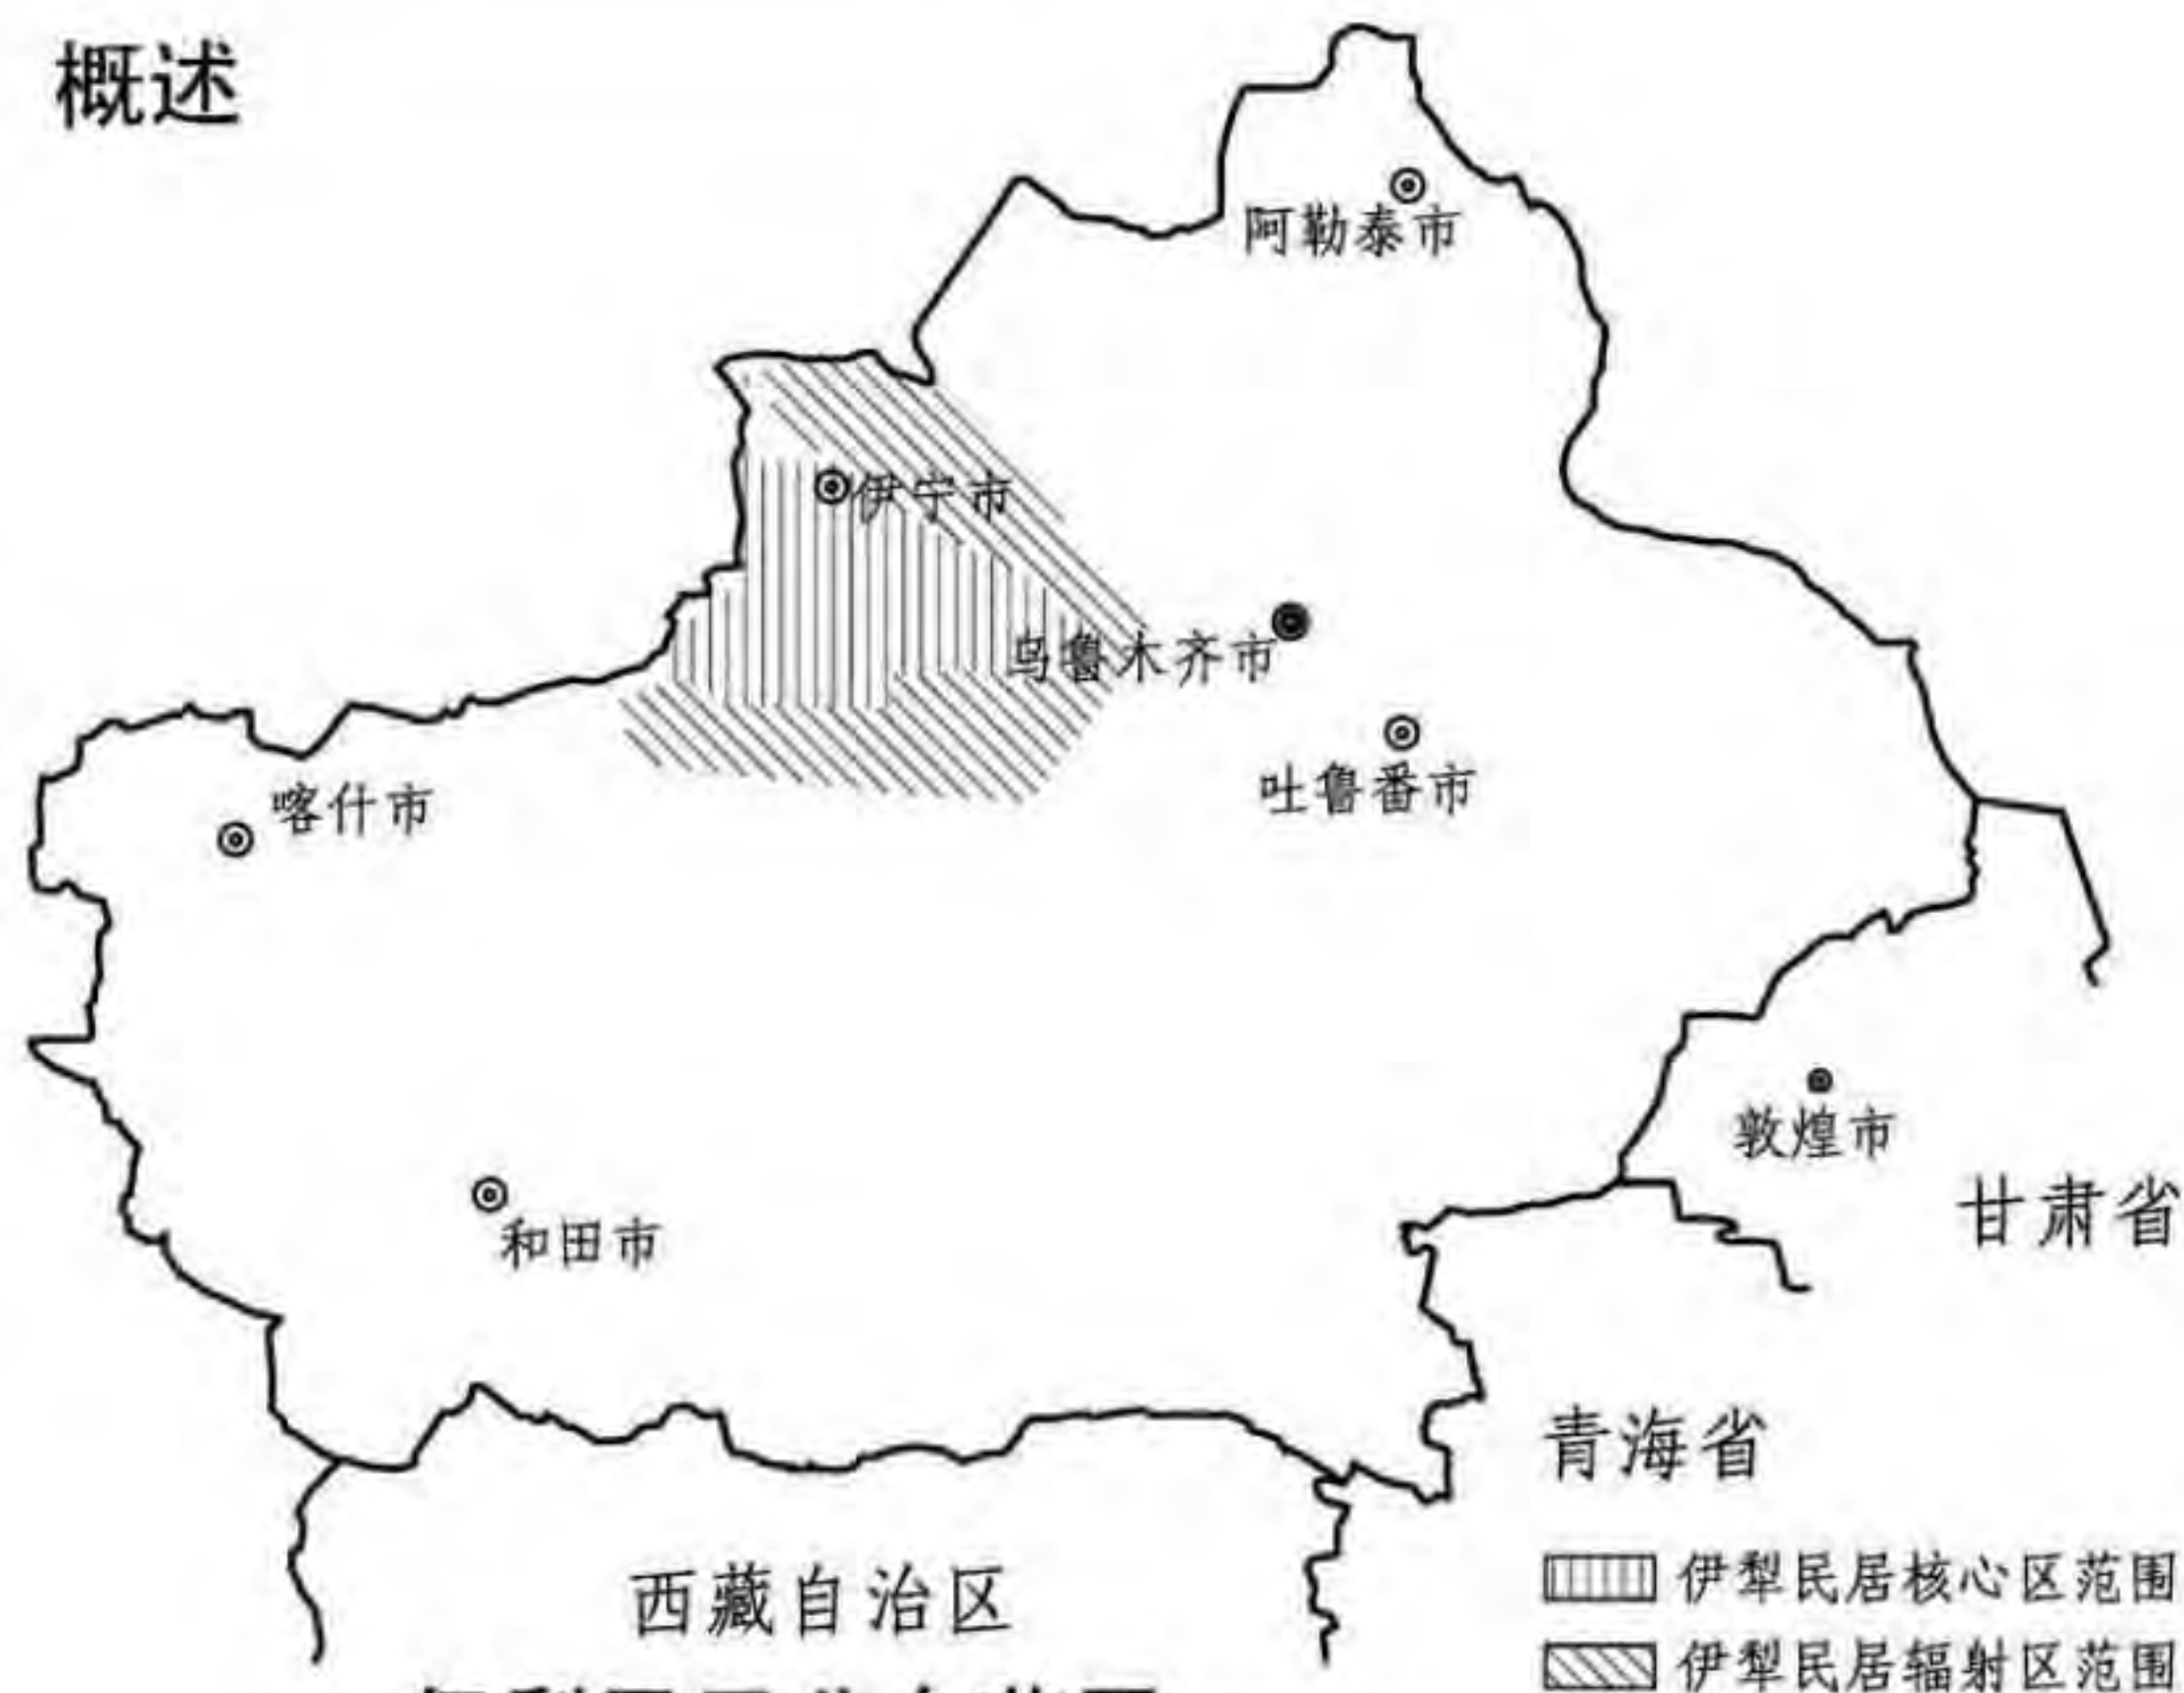 概述
阿勒泰市
伊宁市
乌鲁木齐市
吐鲁番市
喀什市
敦煌市
甘肃省
和田市
青海省
西藏自治区
伊犁民居核心区范围
伊犁民居辐射区范围